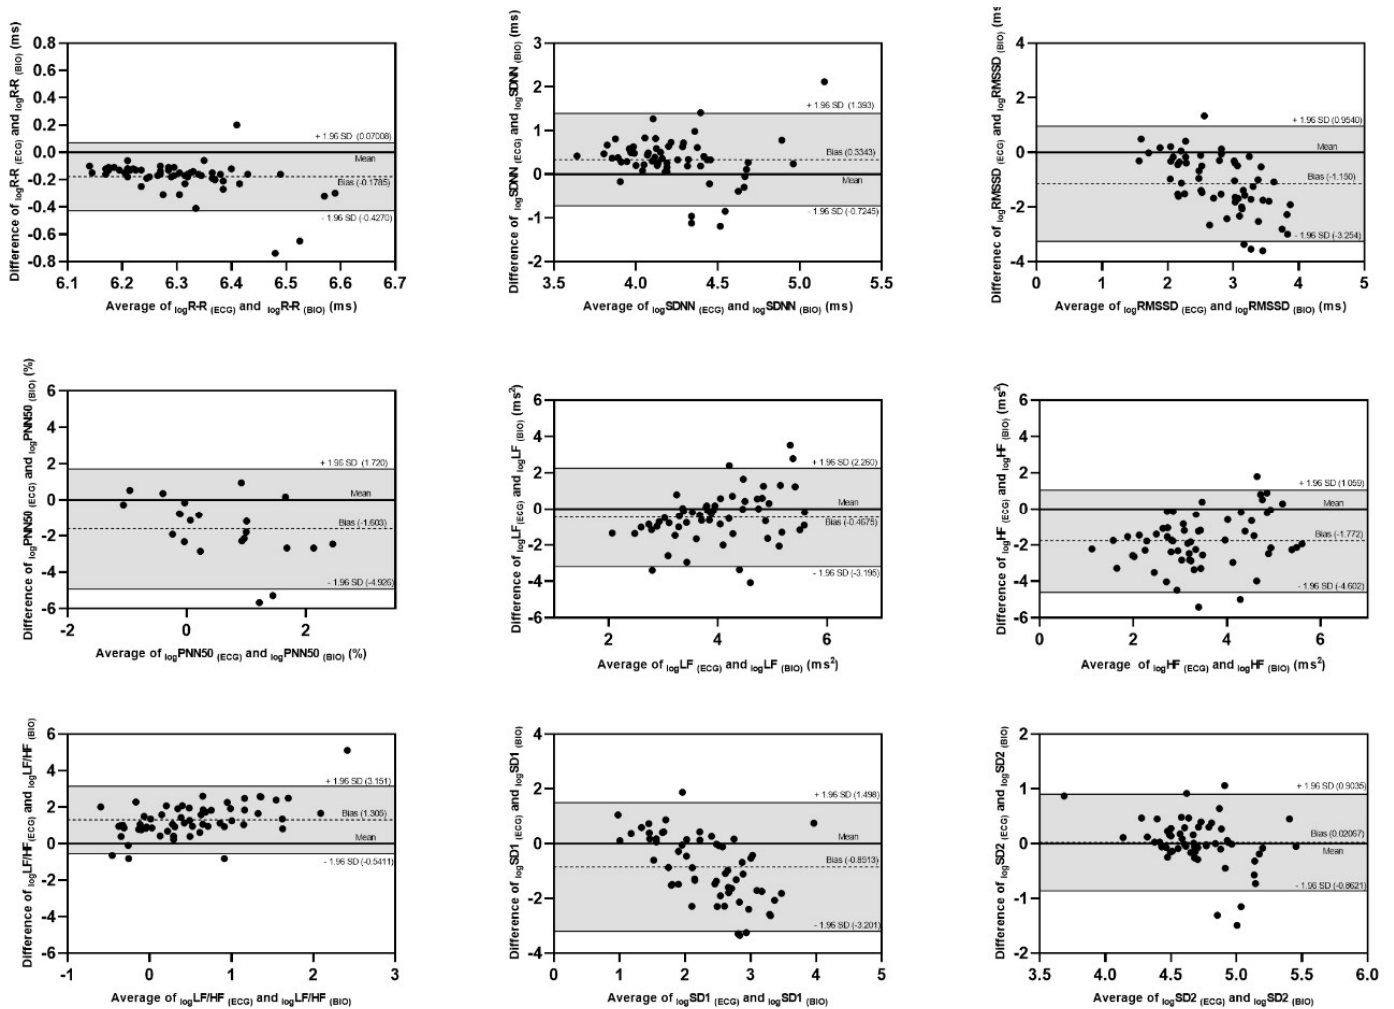 Difference of logR-R (ECG) and logR-R (BIO) (ms)
0.8
0.6
0.4
0.2
0.0
-0.2
-0.4
-0.6
-0.8
+ 1.96 SD (0.07008)
Mean
Bias (-0.1785)
- 1.96 SD (-0.4270)
6.1 6.2 6.3 6.4 6.5 6.6 6.7
Average of logR-R (ECG) and logR-R (BIO) (ms)
Difference of logSDNN (ECG) and logSDNN (BIO) (ms)
3
2
1
0
-1
-2
+ 1.96 SD (1.393)
Bias (0.3343)
Mean
- 1.96 SD (-0.7245)
3.5 4.0 4.5 5.0 5.5
Average of logSDNN (ECG) and logSDNN (BIO) (ms)
Differenec of logRMSSD (ECG) and logRMSSD (BIO) (ms
4
2
0
-2
-4
+ 1.96 SD (0.9540)
Mean
Bias (-1.150)
- 1.96 SD (-3.254)
0 1 2 3 4 5
Average of logRMSSD (ECG) and logRMSSD (BIO) (ms)
Difference of logPNN50 (ECG) and logPNN50 (BIO) (%)
6
4
2
0
-2
-4
-6
+ 1.96 SD (1.720)
Mean
Bias (-1.603)
- 1.96 SD (-4.926)
-2 0 2
Average of logPNN50 (ECG) and logPNN50 (BIO) (%)
Difference of logLF (ECG) and logLF (BIO) (ms²)
6
4
2
0
-2
-4
-6
+ 1.96 SD (2.260)
Mean
Bias (-0.4675)
- 1.96 SD (-3.195)
2 4 6
Average of logLF (ECG) and logLF (BIO) (ms²)
Difference of logHF (ECG) and logHF (BIO) (ms²)
6
4
2
0
-2
-4
-6
+ 1.96 SD (1.059)
Mean
Bias (-1.772)
- 1.96 SD (-4.602)
0 2 4 6
Average of logHF (ECG) and logHF (BIO) (ms²)
Difference of logLF/HF (ECG) and logLF/HF (BIO)
6
4
2
0
-2
-4
-6
+ 1.96 SD (3.151)
Bias (1.305)
Mean
- 1.96 SD (-0.5411)
-1 0 1 2 3
Average of logLF/HF (ECG) and logLF/HF (BIO)
Difference of logSD1 (ECG) and logSD1 (BIO)
4
2
0
-2
-4
+ 1.96 SD (1.498)
Mean
Bias (-0.8513)
- 1.96 SD (-3.201)
0 1 2 3 4 5
Average of logSD1 (ECG) and logSD1 (BIO)
Difference of logSD2 (ECG) and logSD2 (BIO)
2
1
0
-1
-2
+ 1.96 SD (0.9035)
Bias (0.02067)
Mean
- 1.96 SD (-0.8621)
3.5 4.0 4.5 5.0 5.5 6.0
Average of logSD2 (ECG) and logSD2 (BIO)